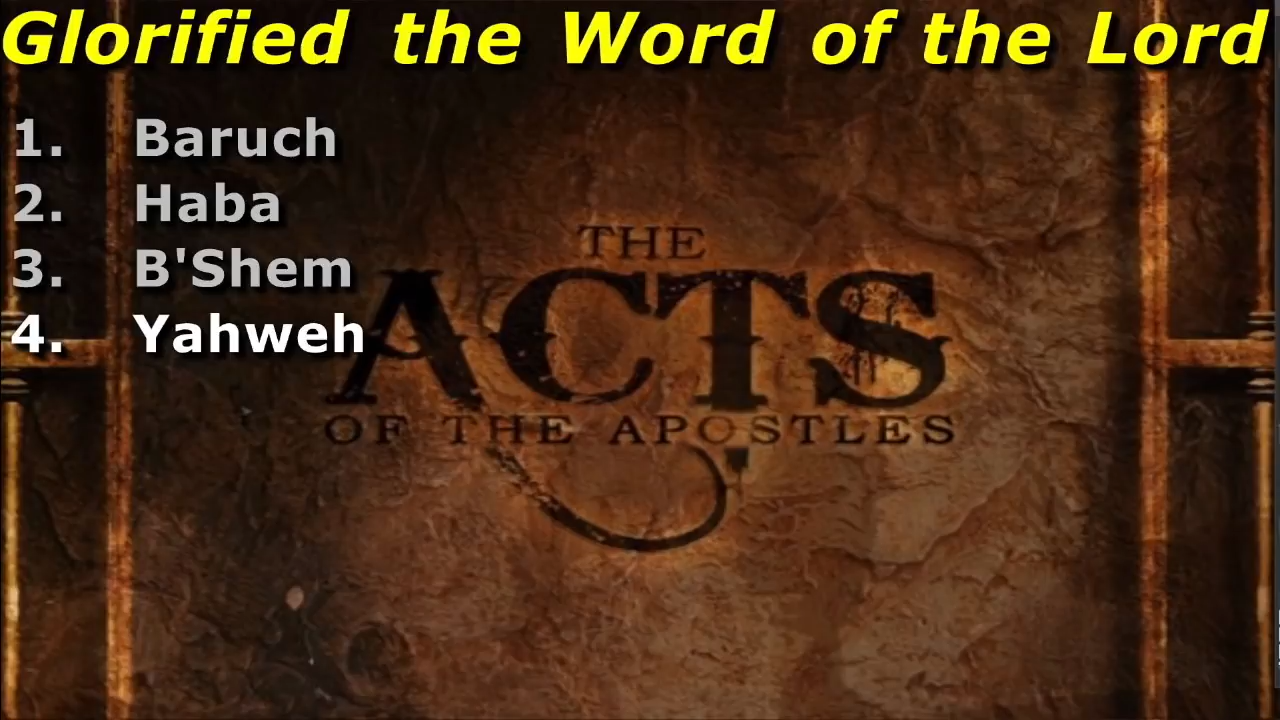 Glorified the Word of the Lord
1. Baruch
2. Haba
3. B'Shem
4. Yahweh
THE
ACTS
OF THE APOSTLES